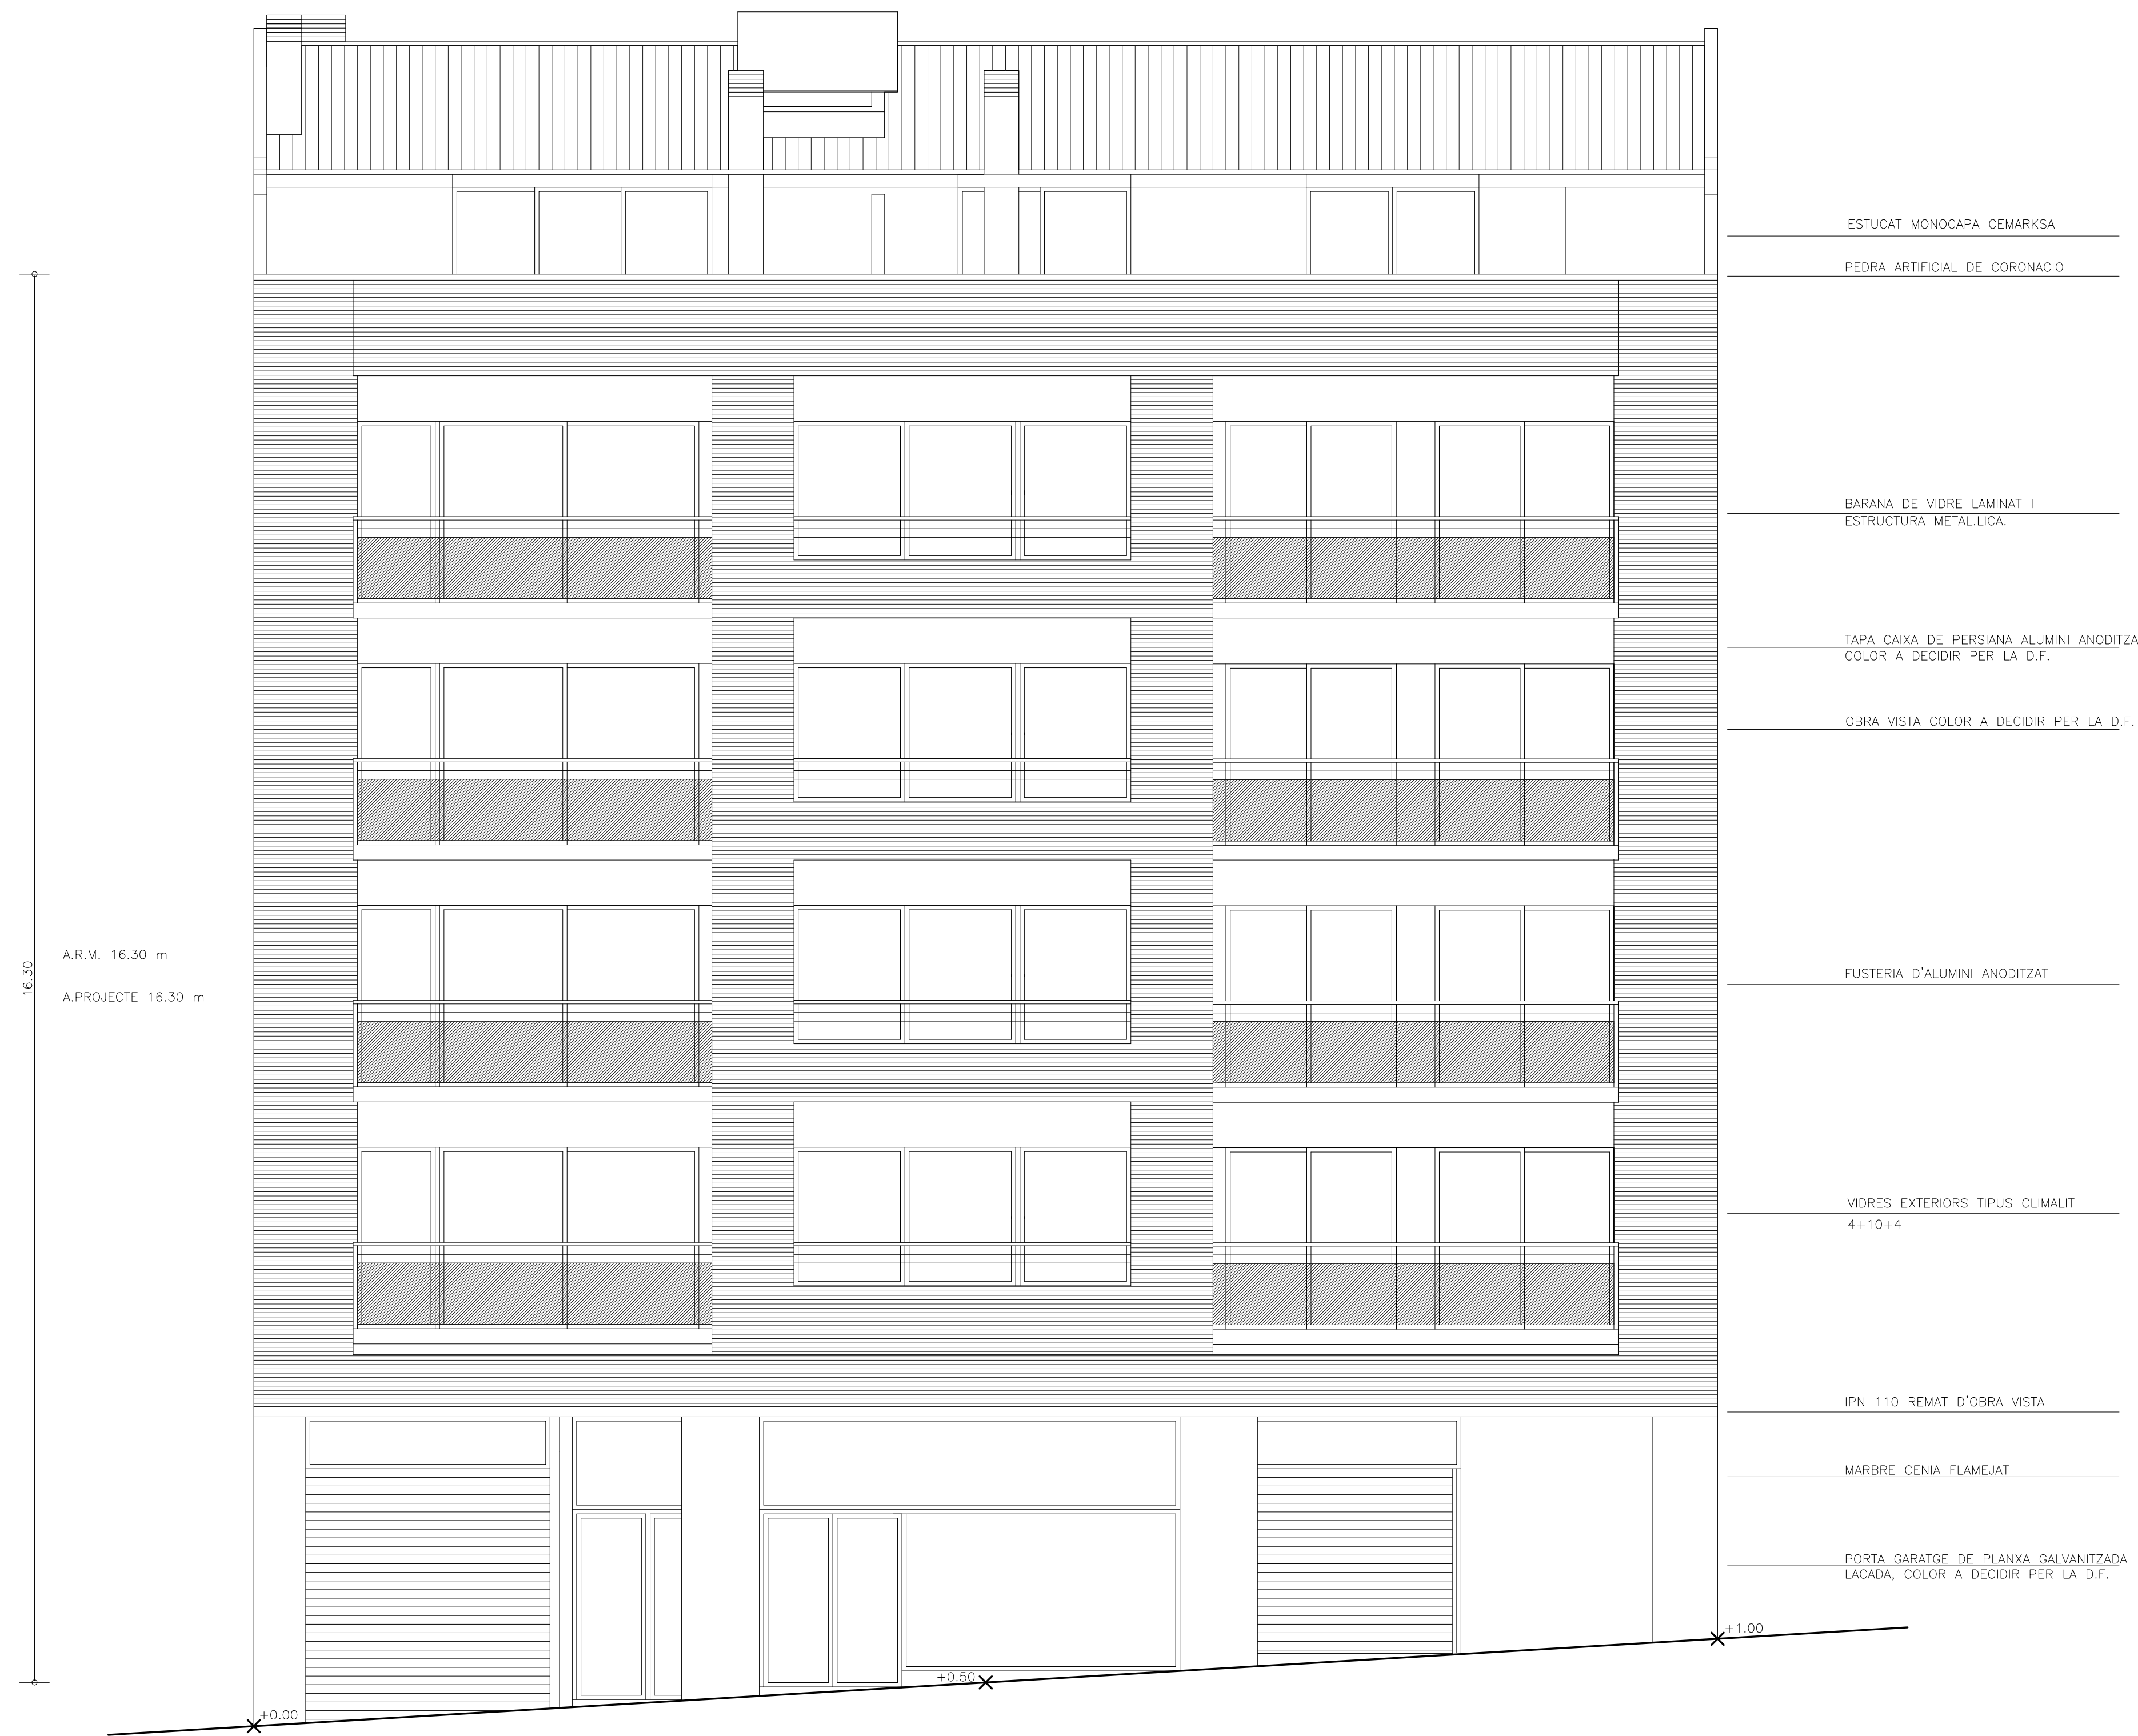 ESTUCAT MONOCAPA CEMARKSA
PEDRA ARTIFICIAL DE CORONACIO
BARANA DE VIDRE LAMINAT I
ESTRUCTURA METAL.LICA.
TAPA CAIXA DE PERSIANA ALUMINI ANODITZA
COLOR A DECIDIR PER LA D.F.
OBRA VISTA COLOR A DECIDIR PER LA D.F.
16.30
A.R.M. 16.30 m
A.PROJECTE 16.30 m
FUSTERIA D'ALUMINI ANODITZAT
VIDRES EXTERIORS TIPUS CLIMALIT
4+10+4
IPN 110 REMAT D'OBRA VISTA
MARBRE CENIA FLAMEJAT
PORTA GARATGE DE PLANXA GALVANITZADA
LACADA, COLOR A DECIDIR PER LA D.F.
+1.00
+0.50
+0.00